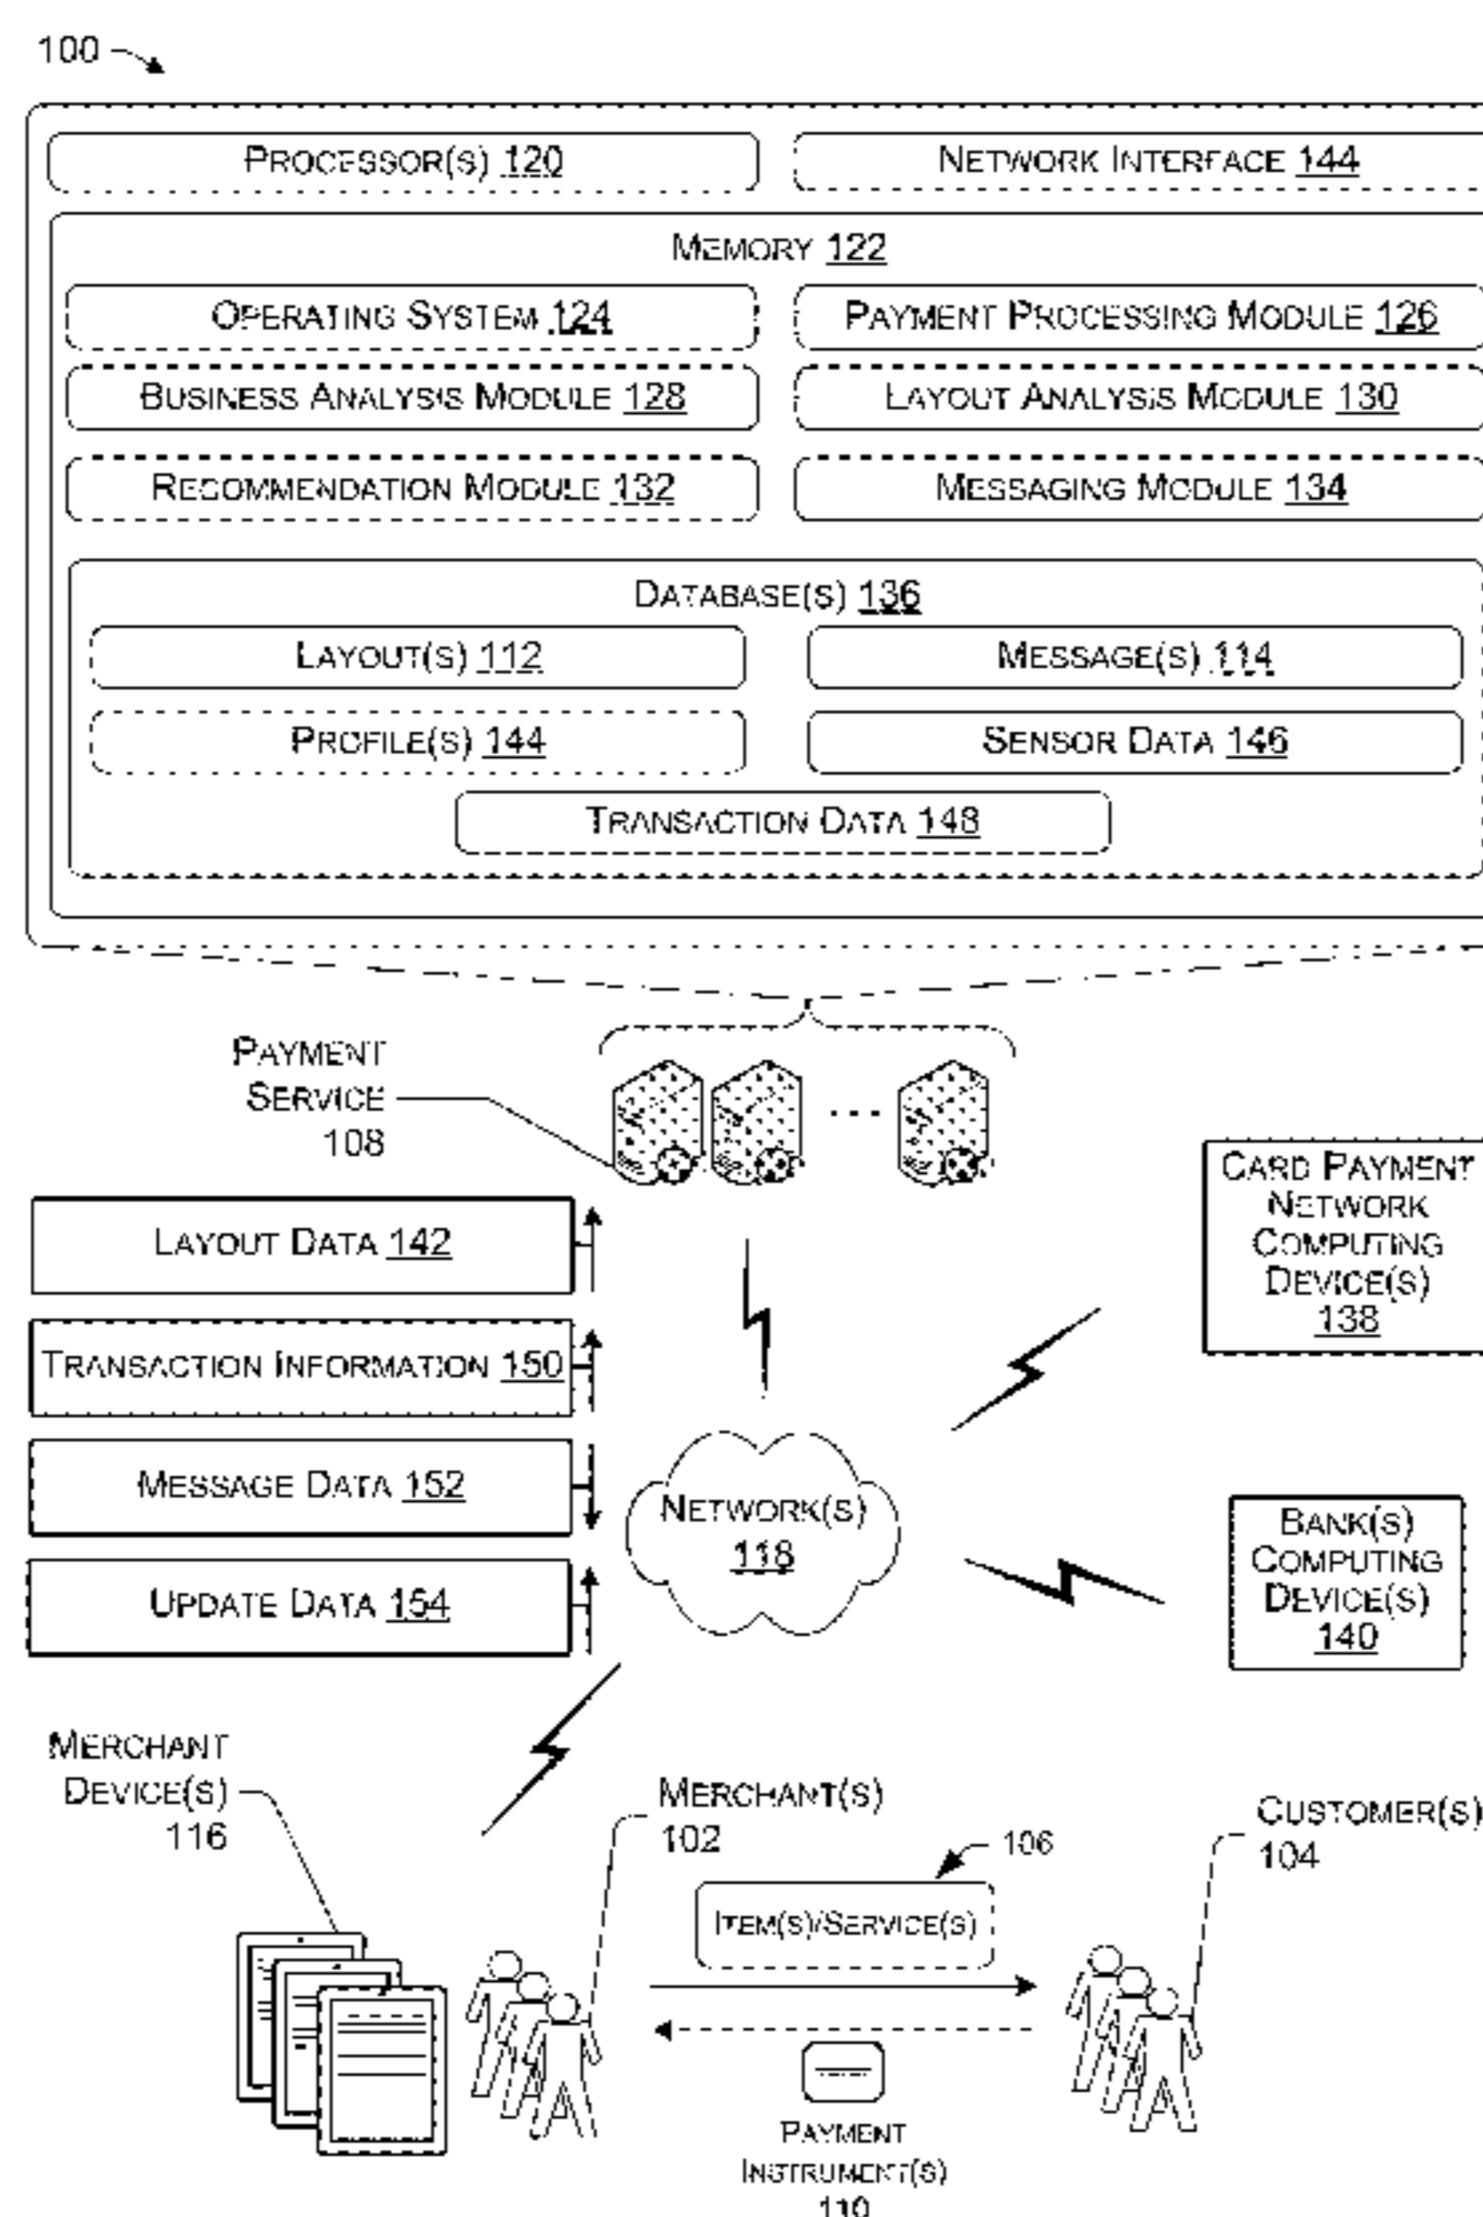 100
PROCESSOR(S) 120
NETWORK INTERFACE 144
MEMORY 122
OPERATING SYSTEM 124
PAYMENT PROCESSING MODULE 126
BUSINESS ANALYSIS MODULE 128
LAYOUT ANALYSIS MODULE 130
RECOMMENDATION MODULE 132
MESSAGING MODULE 134
DATABASE(S) 136
LAYOUT(S) 112
MESSAGE(S) 114
PROFILE(S) 144
SENSOR DATA 146
TRANSACTION DATA 148
PAYMENT
SERVICE
108
LAYOUT DATA 142
TRANSACTION INFORMATION 150
MESSAGE DATA 152
UPDATE DATA 154
CARD PAYMENT
NETWORK
COMPUTING
DEVICE(S)
138
NETWORK(S)
118
BANK(S)
COMPUTING
DEVICE(S)
140
MERCHANT
DEVICE(S)
116
MERCHANT(S)
102
106
ITEM(S)/SERVICE(S)
CUSTOMER(S)
104
PAYMENT
INSTRUMENT(S)
110